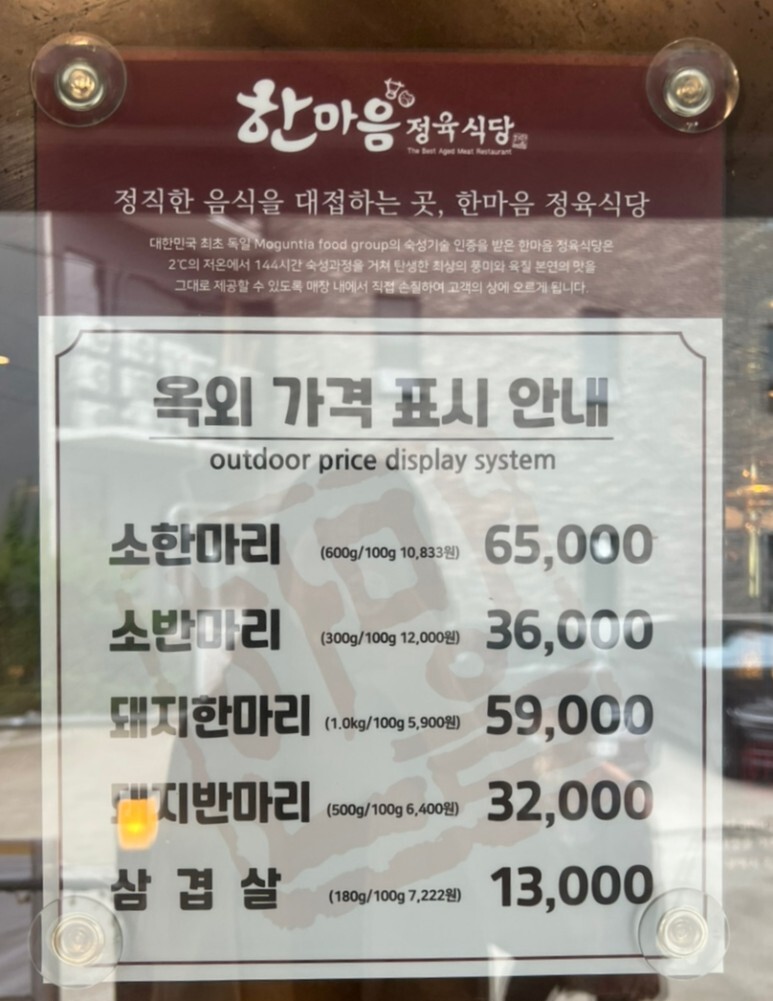 한마음 정육식당
The Best Aged Meat Restaurant
정직한 음식을 대접하는 곳, 한마음 정육식당
대한민국 최초 독일 Moguntia food group의 숙성기술 인증을 받은 한마음 정육식당은
2℃의 저온에서 144시간 숙성과정을 거쳐 탄생한 최상의 풍미와 육질 본연의 맛을
그대로 제공할 수 있도록 매장 내에서 직접 손질하여 고객의 상에 오르게 됩니다.
옥외 가격 표시 안내
outdoor price display system
소한마리 (600g/100g 10,833원) 65,000
소반마리 (300g/100g 12,000원) 36,000
돼지한마리 (1.0kg/100g 5,900원) 59,000
돼지반마리 (500g/100g 6,400원) 32,000
삼 겹 살 (180g/100g 7,222원) 13,000